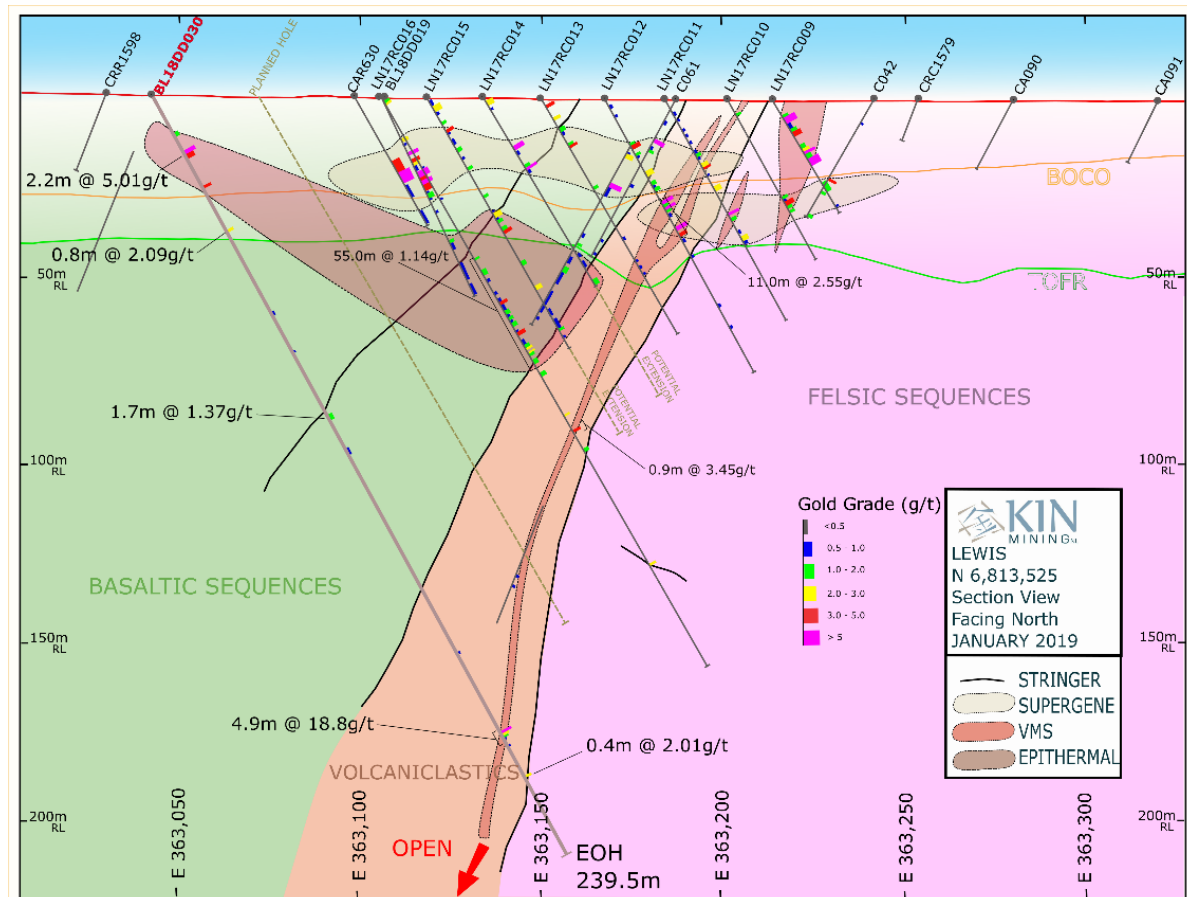 CRR1598
BL18DD030
PLANNED HOLE
CAR630
LN17RC016
BL18DD019
LN17RC015
LN17RC014
LN17RC013
LN17RC012
LN17RC011
C061
LN17RC010
LN17RC009
C042
CRC1579
CA090
CA091
2.2m @ 5.01g/t
BOCO
0.8m @ 2.09g/t
55.0m @ 1.14g/t
11.0m @ 2.55g/t
TOFR
50m
RL
50m
RL
POTENTIAL
EXTENSION
POTENTIAL
EXTENSION
FELSIC SEQUENCES
1.7m @ 1.37g/t
100m
RL
0.9m @ 3.45g/t
100m
RL
Gold Grade (g/t)
<0.5
0.5 - 1.0
1.0 - 2.0
2.0 - 3.0
3.0 - 5.0
> 5
KIN
MINING
LEWIS
N 6,813,525
Section View
Facing North
JANUARY 2019
STRINGER
SUPERGENE
VMS
EPITHERMAL
BASALTIC SEQUENCES
150m
RL
150m
RL
4.9m @ 18.8g/t
0.4m @ 2.01g/t
VOLCANICLASTICS
200m
RL
200m
RL
OPEN
EOH
239.5m
E 363,050
E 363,100
E 363,150
E 363,200
E 363,250
E 363,300